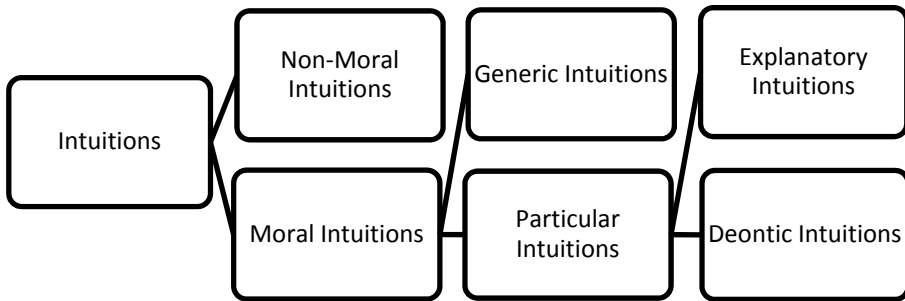 Intuitions
Non-Moral
Intuitions
Moral Intuitions
Generic Intuitions
Particular
Intuitions
Explanatory
Intuitions
Deontic Intuitions